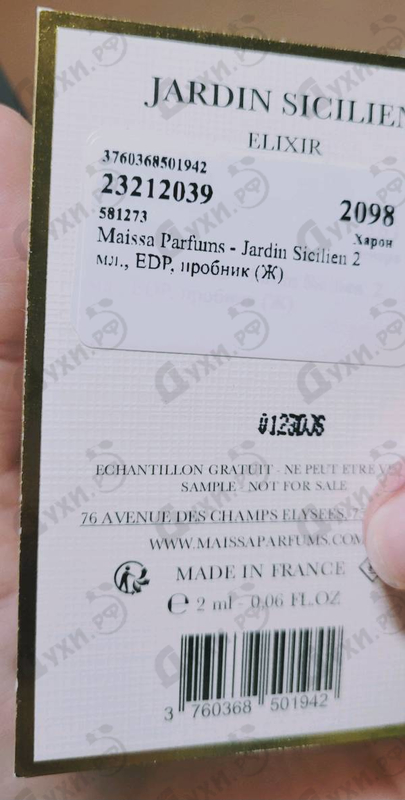 JARDIN SICILIEN
ELIXIR
3760368501942
23212039
2098
581273
Харон
Maissa Parfums - Jardin Sicilien 2
мл., EDP, пробник (Ж)
ECHANTILLON GRATUIT - NE PEUT ETRE
SAMPLE - NOT FOR SALE
76 AVENUE DES CHAMPS ELYSEES,
WWW.MAISSAPARFUMS.COM
MADE IN FRANCE
e 2 ml - 0.06 FL.OZ
3 760368 501942
Духи.РФ